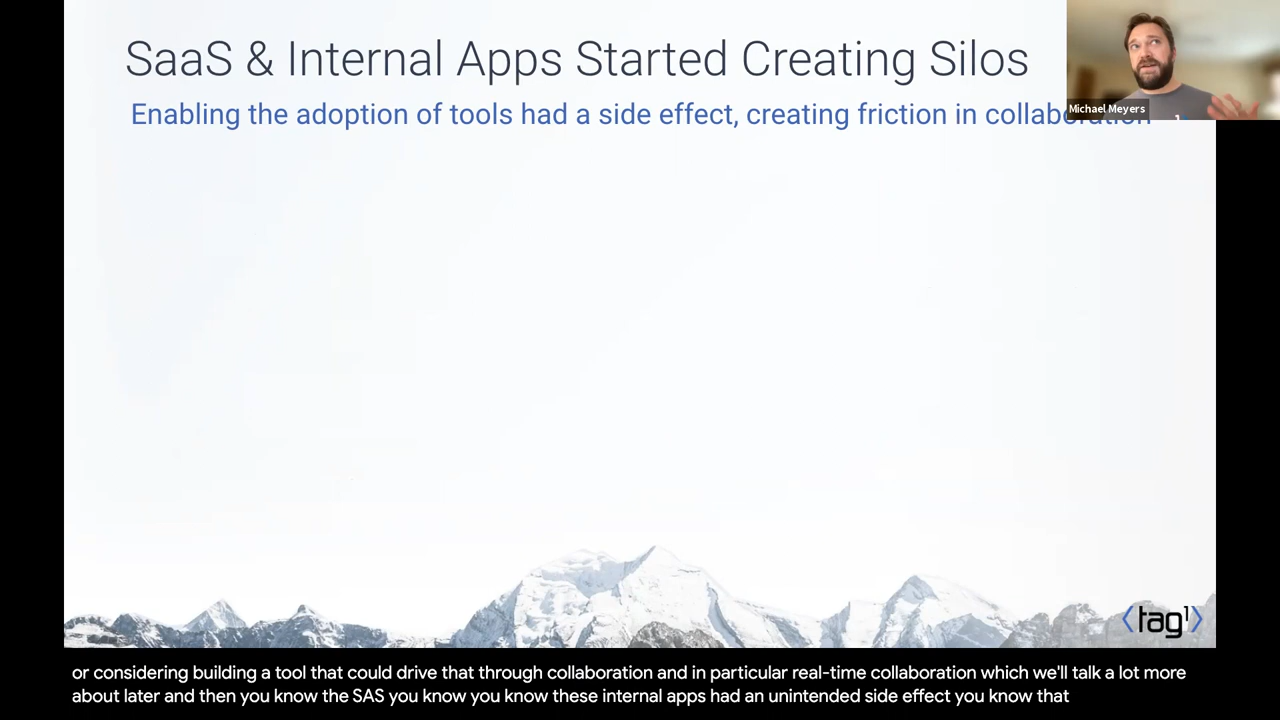 SaaS & Internal Apps Started Creating Silos
Enabling the adoption of tools had a side effect, creating friction in collaboration
Michael Meyers
⟨tag1⟩
or considering building a tool that could drive that through collaboration and in particular real-time collaboration which we'll talk a lot more
about later and then you know the SAS you know you know these internal apps had an unintended side effect you know that